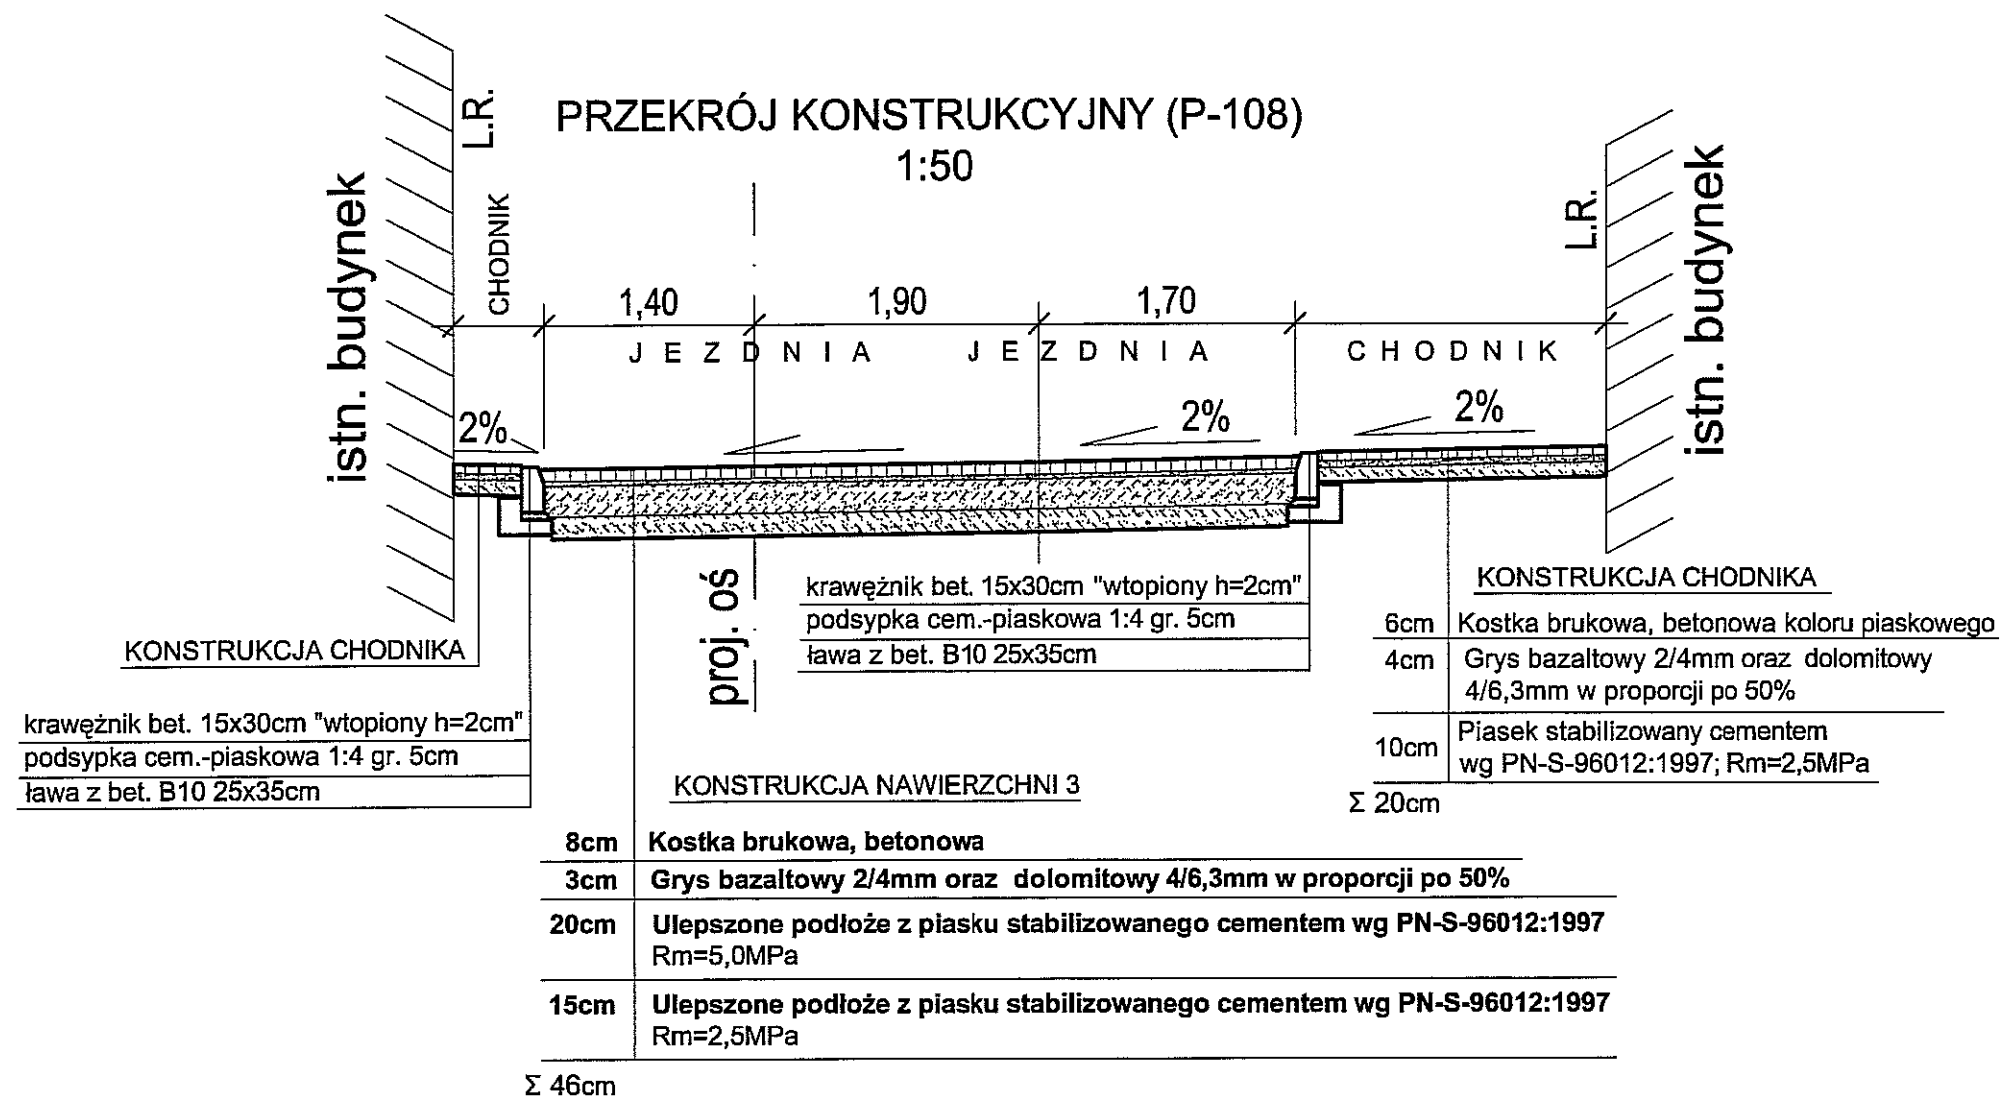 PRZEKRÓJ KONSTRUKCYJNY (P-108)
1:50
L.R.
L.R.
istn. budynek
istn. budynek
CHODNIK
1,40
1,90
1,70
JEZDNIA
JEZDNIA
CHODNIK
2%
2%
2%
proj. oś
krawężnik bet. 15x30cm "wtopiony h=2cm"
podsypka cem.-piaskowa 1:4 gr. 5cm
ława z bet. B10 25x35cm
KONSTRUKCJA CHODNIKA
6cm Kostka brukowa, betonowa koloru piaskowego
4cm Grys bazaltowy 2/4mm oraz dolomitowy
4/6,3mm w proporcji po 50%
10cm Piasek stabilizowany cementem
wg PN-S-96012:1997; Rm=2,5MPa
Σ 20cm
KONSTRUKCJA CHODNIKA
krawężnik bet. 15x30cm "wtopiony h=2cm"
podsypka cem.-piaskowa 1:4 gr. 5cm
ława z bet. B10 25x35cm
KONSTRUKCJA NAWIERZCHNI 3
8cm Kostka brukowa, betonowa
3cm Grys bazaltowy 2/4mm oraz dolomitowy 4/6,3mm w proporcji po 50%
20cm Ulepszone podłoże z piasku stabilizowanego cementem wg PN-S-96012:1997
Rm=5,0MPa
15cm Ulepszone podłoże z piasku stabilizowanego cementem wg PN-S-96012:1997
Rm=2,5MPa
Σ 46cm